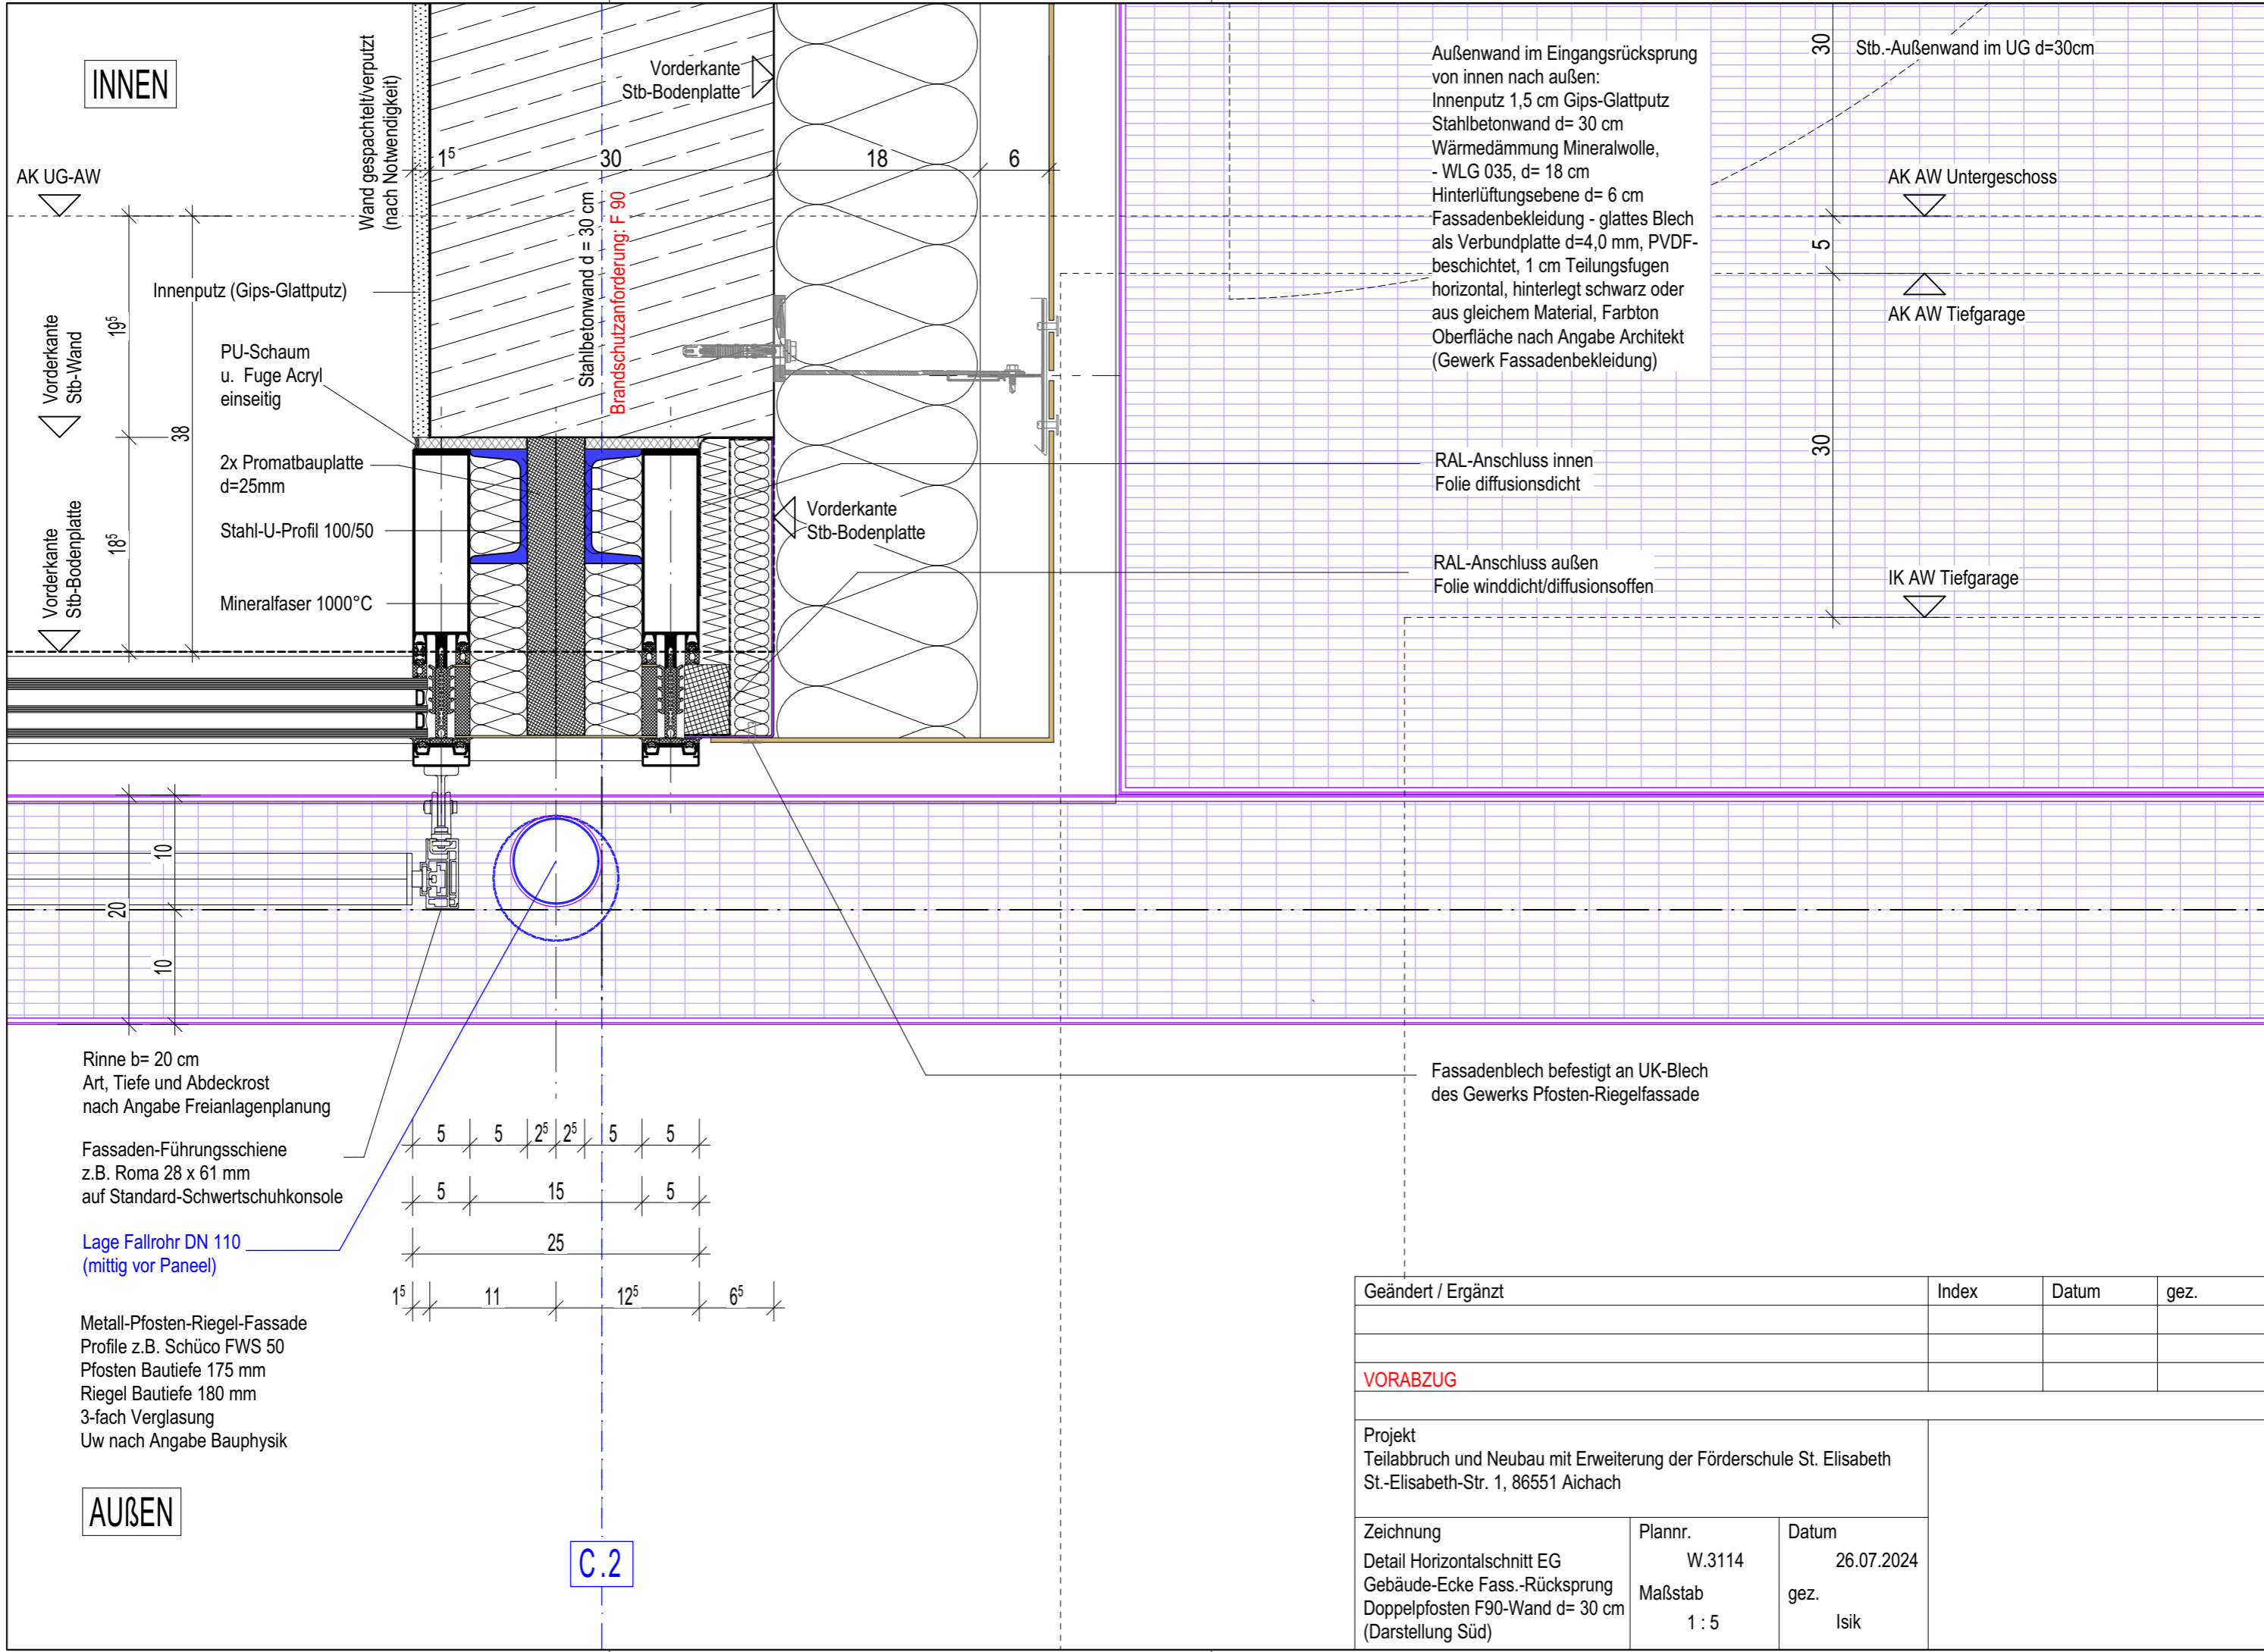 INNEN
AK UG-AW
Wand gespachtelt/verputzt
(nach Notwendigkeit)
Vorderkante
Stb-Bodenplatte
1⁵
30
18
6
Stahlbetonwand d = 30 cm
Brandschutzanforderung: F 90
Innenputz (Gips-Glattputz)
19⁵
38
18⁵
Vorderkante
Stb-Wand
Vorderkante
Stb-Bodenplatte
PU-Schaum
u. Fuge Acryl
einseitig
2x Promatbauplatte
d=25mm
Stahl-U-Profil 100/50
Mineralfaser 1000°C
Vorderkante
Stb-Bodenplatte
Außenwand im Eingangsrücksprung
von innen nach außen:
Innenputz 1,5 cm Gips-Glattputz
Stahlbetonwand d= 30 cm
Wärmedämmung Mineralwolle,
- WLG 035, d= 18 cm
Hinterlüftungsebene d= 6 cm
Fassadenbekleidung - glattes Blech
als Verbundplatte d=4,0 mm, PVDF-
beschichtet, 1 cm Teilungsfugen
horizontal, hinterlegt schwarz oder
aus gleichem Material, Farbton
Oberfläche nach Angabe Architekt
(Gewerk Fassadenbekleidung)
30
Stb.-Außenwand im UG d=30cm
AK AW Untergeschoss
5
AK AW Tiefgarage
30
IK AW Tiefgarage
RAL-Anschluss innen
Folie diffusionsdicht
RAL-Anschluss außen
Folie winddicht/diffusionsoffen
10
20
10
Rinne b= 20 cm
Art, Tiefe und Abdeckrost
nach Angabe Freianlagenplanung
Fassaden-Führungsschiene
z.B. Roma 28 x 61 mm
auf Standard-Schwertschuhkonsole
Lage Fallrohr DN 110
(mittig vor Paneel)
Metall-Pfosten-Riegel-Fassade
Profile z.B. Schüco FWS 50
Pfosten Bautiefe 175 mm
Riegel Bautiefe 180 mm
3-fach Verglasung
Uw nach Angabe Bauphysik
AUßEN
5 5 2⁵ 2⁵ 5 5
5 15 5
25
1⁵ 11 12⁵ 6⁵
C.2
Fassadenblech befestigt an UK-Blech
des Gewerks Pfosten-Riegelfassade
Geändert / Ergänzt Index Datum gez.
VORABZUG
Projekt
Teilabbruch und Neubau mit Erweiterung der Förderschule St. Elisabeth
St.-Elisabeth-Str. 1, 86551 Aichach
Zeichnung
Detail Horizontalschnitt EG
Gebäude-Ecke Fass.-Rücksprung
Doppelpfosten F90-Wand d= 30 cm
(Darstellung Süd)
Plannr.
W.3114
Maßstab
1 : 5
Datum
26.07.2024
gez.
Isik